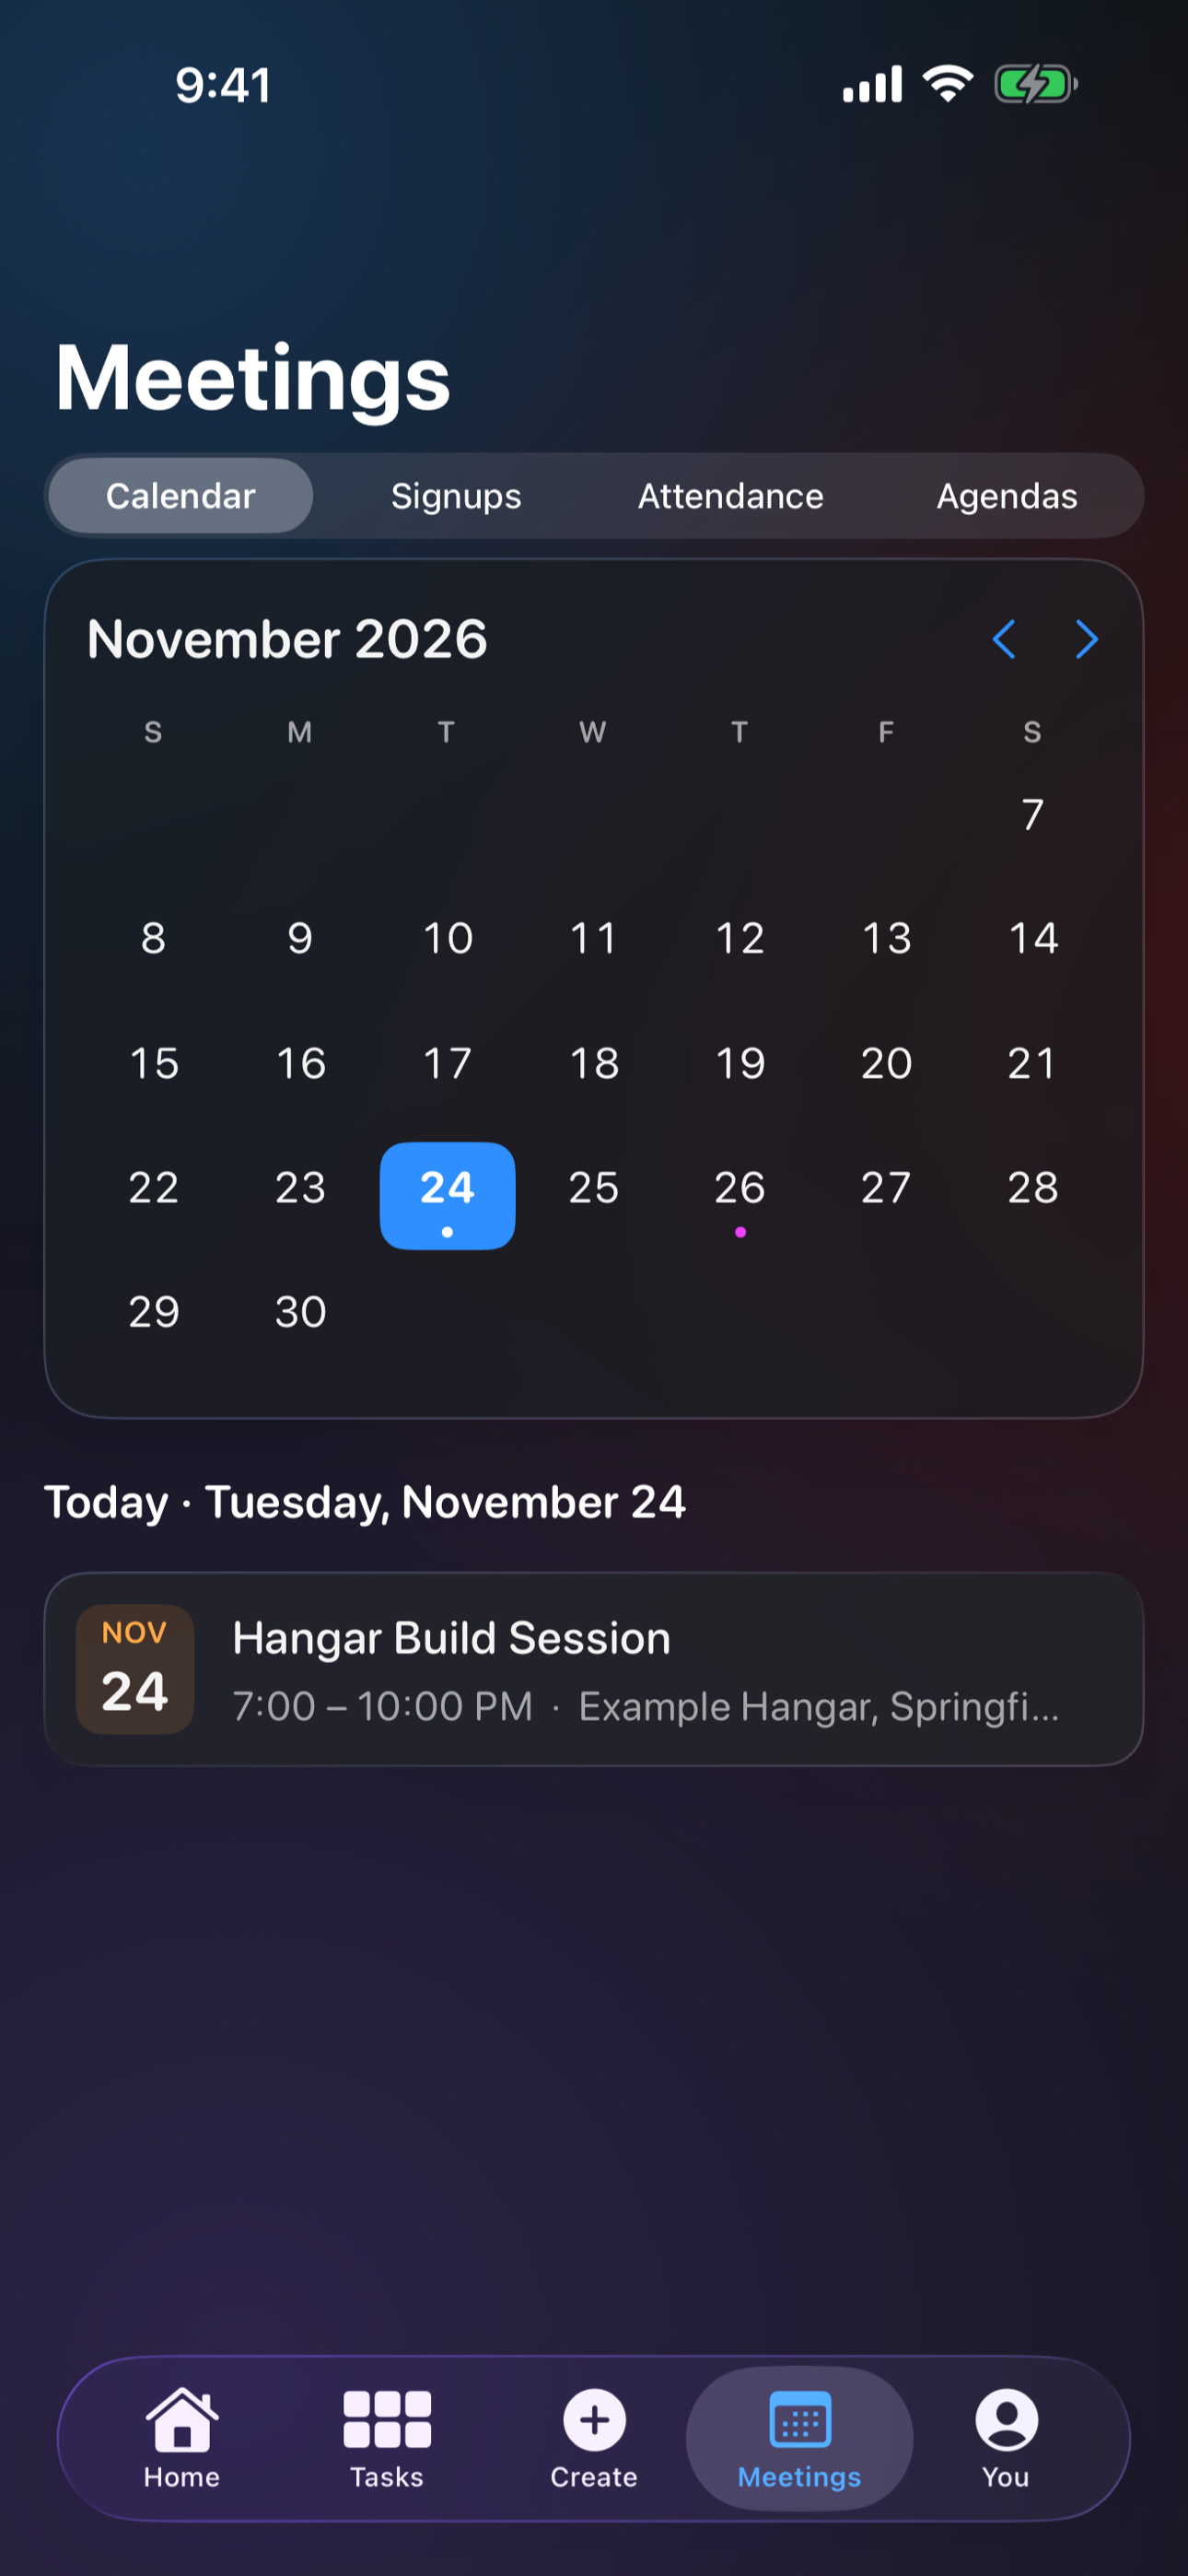 9:41
Meetings
Calendar Signups Attendance Agendas
November 2026
S M T W T F S
7
8 9 10 11 12 13 14
15 16 17 18 19 20 21
22 23 24 25 26 27 28
29 30
Today · Tuesday, November 24
NOV
24
Hangar Build Session
7:00 – 10:00 PM · Example Hangar, Springfi...
Home Tasks Create Meetings You